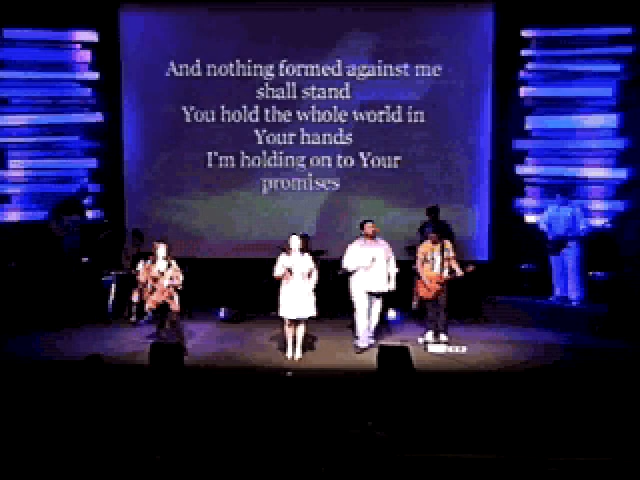 And nothing formed against me
shall stand
You hold the whole world in
Your hands
I'm holding on to Your
promises